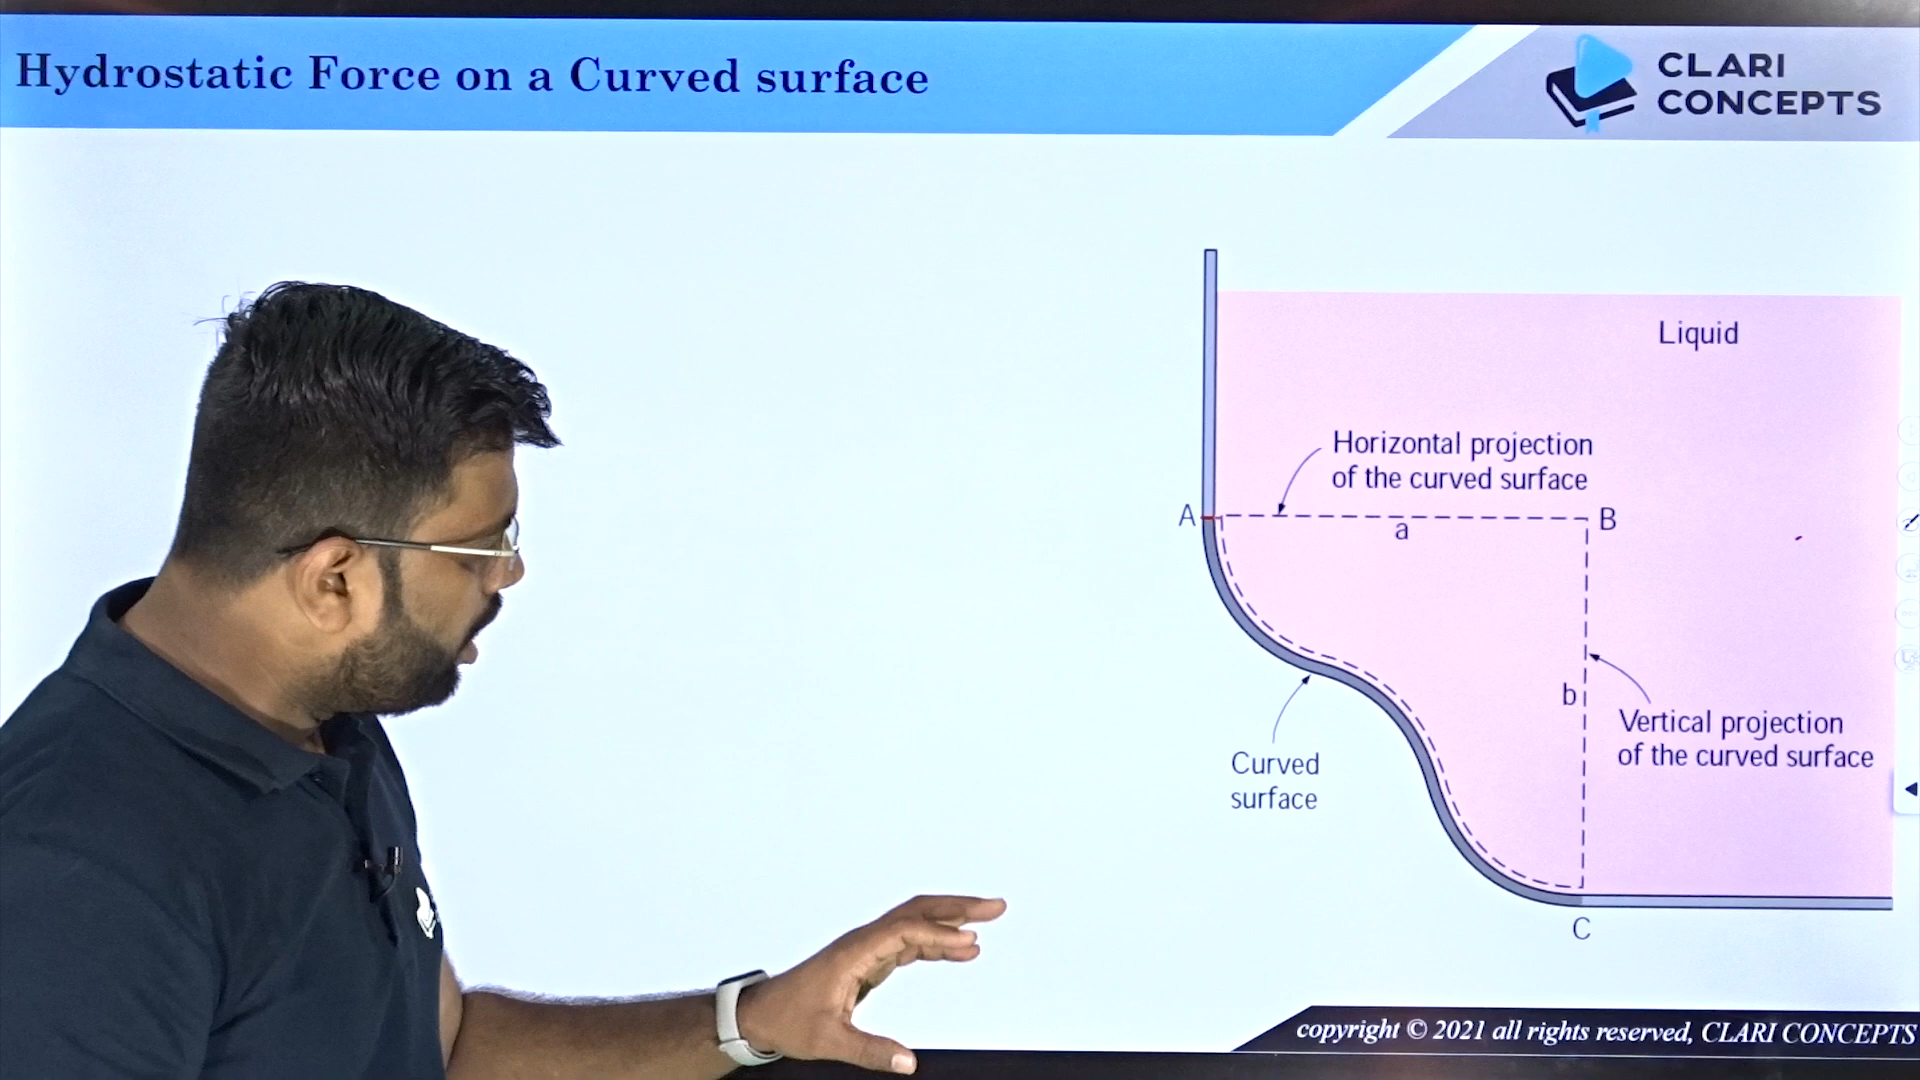 Hydrostatic Force on a Curved surface
CLARI
CONCEPTS
Liquid
Horizontal projection
of the curved surface
A
B
a
b
Vertical projection
of the curved surface
Curved
surface
C
copyright © 2021 all rights reserved, CLARI CONCEPTS